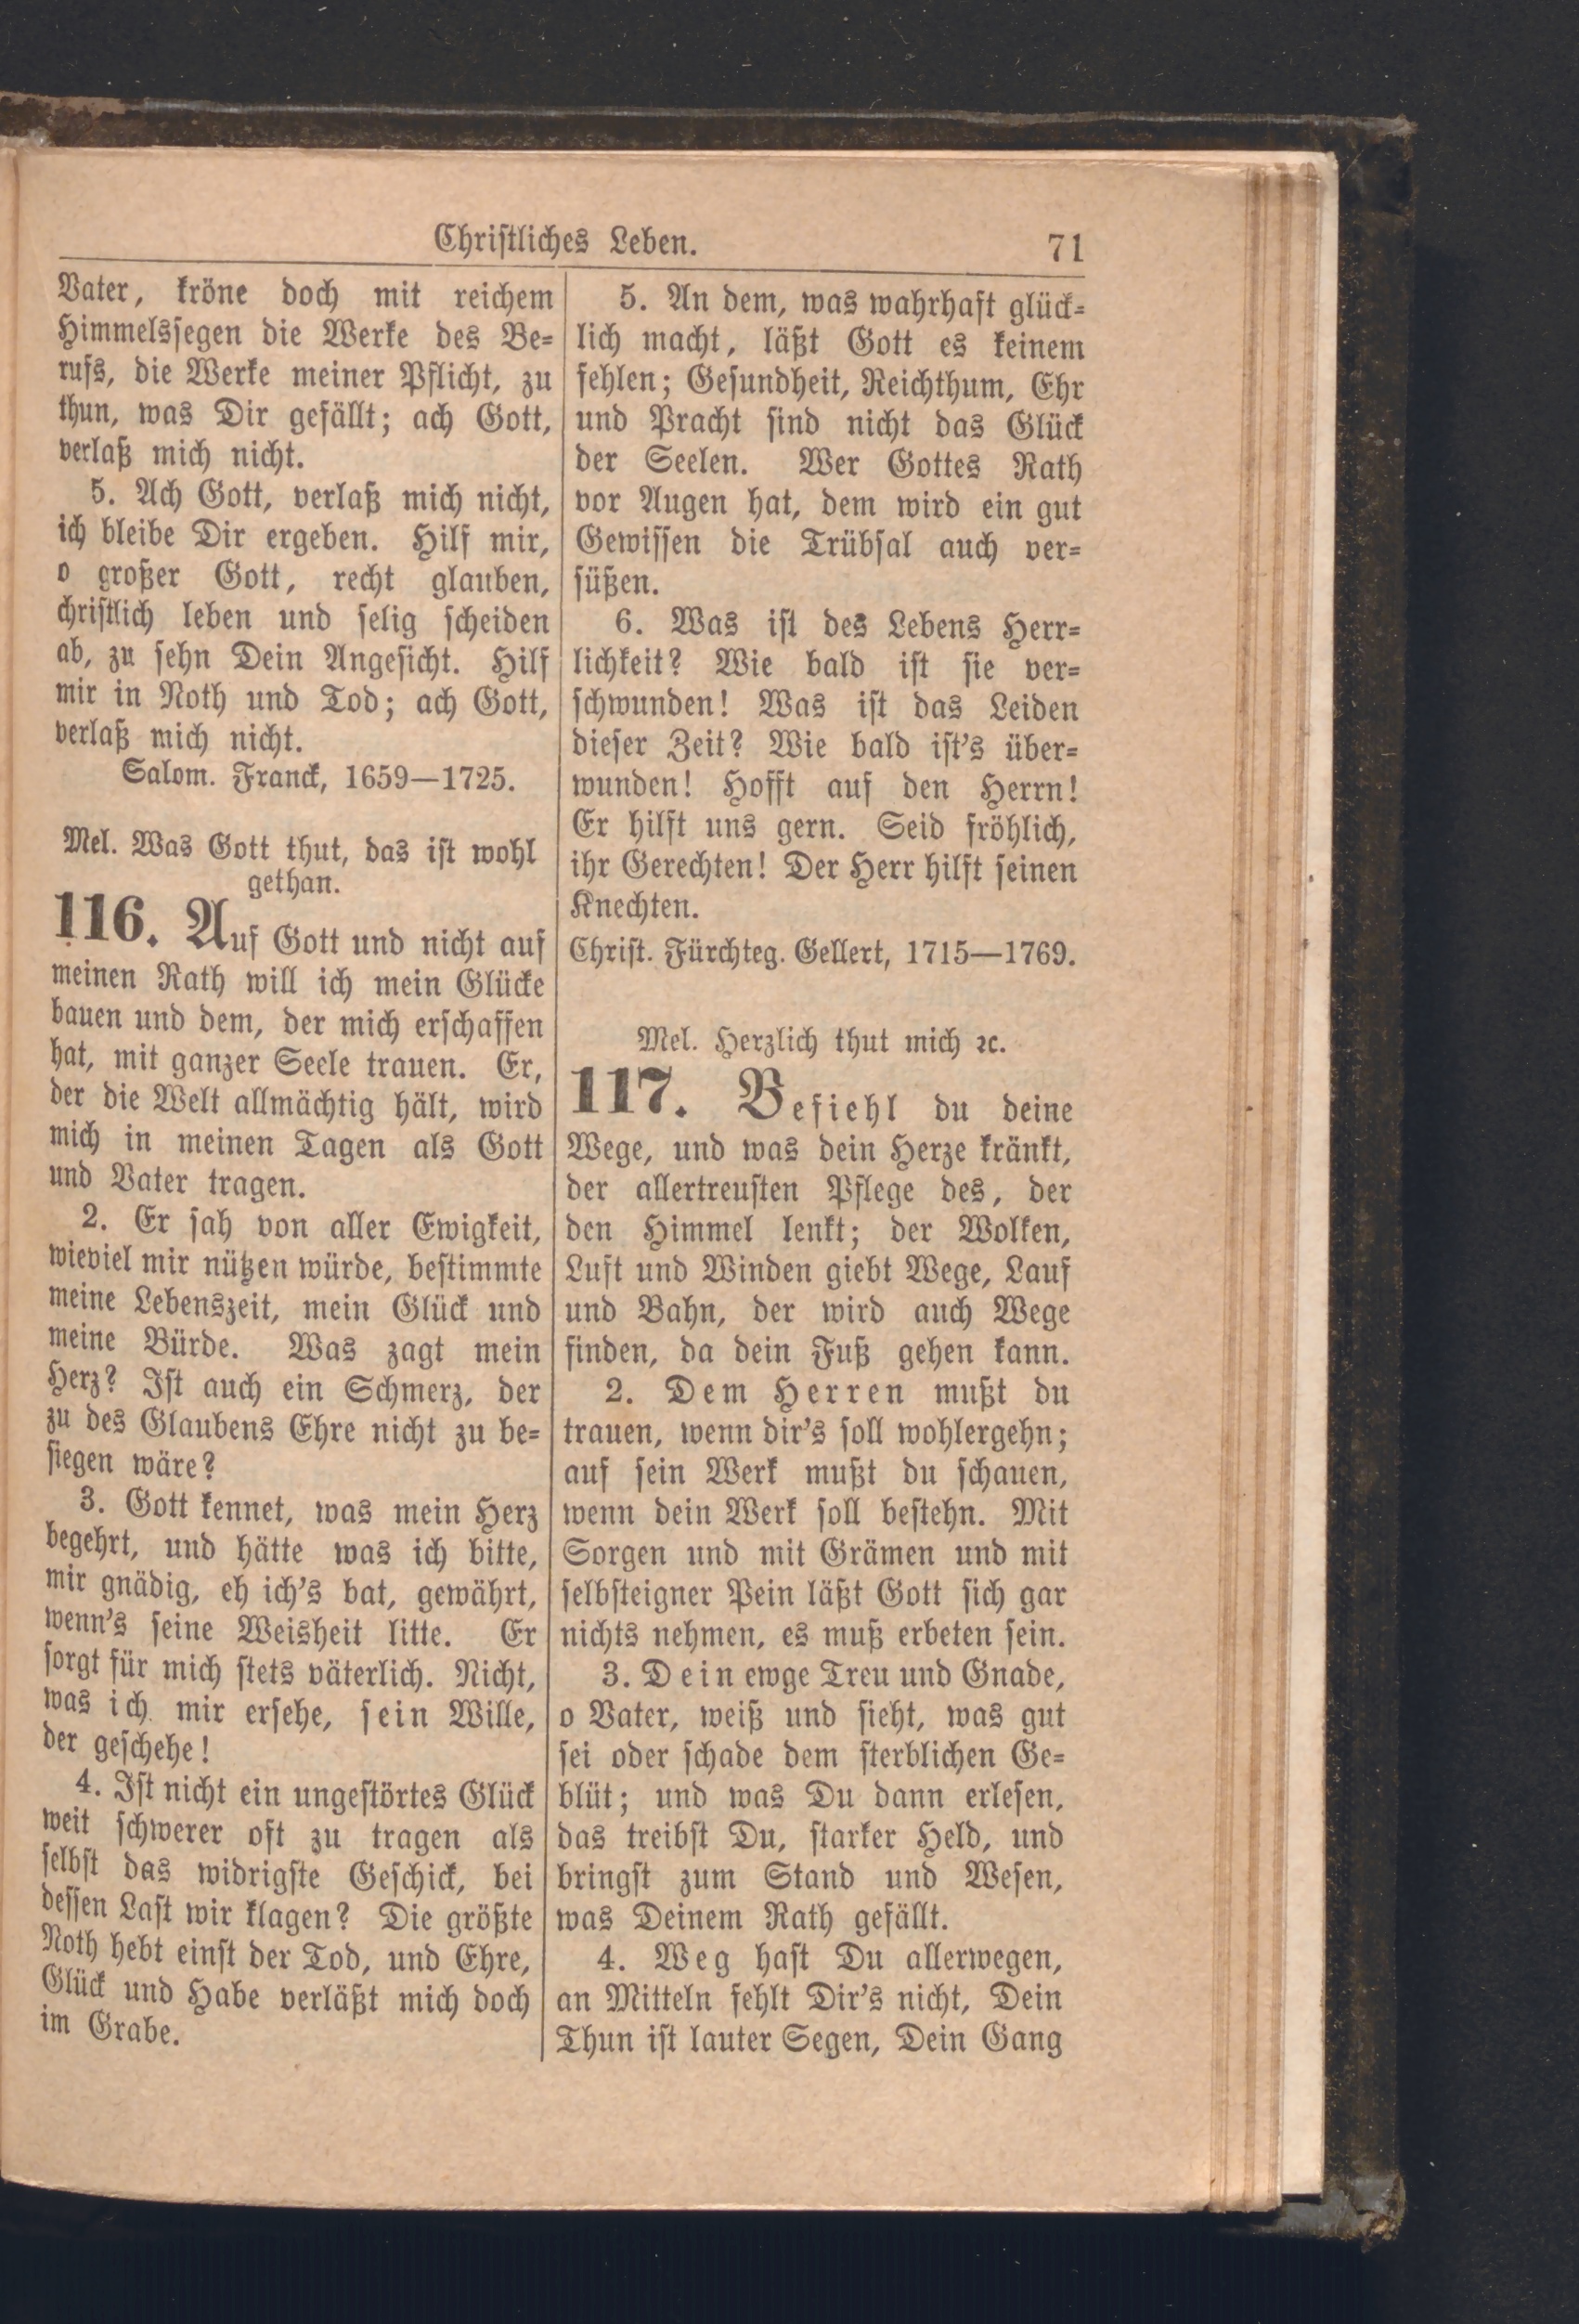 Christliches Leben. 71
Vater, kröne doch mit reichem
Himmelssegen die Werke des Be-
rufs, die Werke meiner Pflicht, zu
thun, was Dir gefällt; ach Gott,
verlaß mich nicht.
5. Ach Gott, verlaß mich nicht,
ich bleibe Dir ergeben. Hilf mir,
o großer Gott, recht glauben,
christlich leben und selig scheiden
ab, zu sehn Dein Angesicht. Hilf
mir in Noth und Tod; ach Gott,
verlaß mich nicht.
Salom. Franck, 1659—1725.
Mel. Was Gott thut, das ist wohl
gethan.
116. Auf Gott und nicht auf
meinen Rath will ich mein Glücke
bauen und dem, der mich erschaffen
hat, mit ganzer Seele trauen. Er,
der die Welt allmächtig hält, wird
mich in meinen Tagen als Gott
und Vater tragen.
2. Er sah von aller Ewigkeit,
wieviel mir nützen würde, bestimmte
meine Lebenszeit, mein Glück und
meine Bürde. Was zagt mein
Herz? Ist auch ein Schmerz, der
zu des Glaubens Ehre nicht zu be-
siegen wäre?
3. Gott kennet, was mein Herz
begehrt, und hätte was ich bitte,
mir gnädig, eh ich's bat, gewährt,
wenn's seine Weisheit litte. Er
sorgt für mich stets väterlich. Nicht,
was ich mir ersehe, sein Wille,
der geschehe!
4. Ist nicht ein ungestörtes Glück
weit schwerer oft zu tragen als
selbst das widrigste Geschick, bei
dessen Last wir klagen? Die größte
Noth hebt einst der Tod, und Ehre,
Glück und Habe verläßt mich doch
im Grabe.
5. An dem, was wahrhaft glück-
lich macht, läßt Gott es keinem
fehlen; Gesundheit, Reichthum, Ehr
und Pracht sind nicht das Glück
der Seelen. Wer Gottes Rath
vor Augen hat, dem wird ein gut
Gewissen die Trübsal auch ver-
süßen.
6. Was ist des Lebens Herr-
lichkeit? Wie bald ist sie ver-
schwunden! Was ist das Leiden
dieser Zeit? Wie bald ist's über-
wunden! Hofft auf den Herrn!
Er hilft uns gern. Seid fröhlich,
ihr Gerechten! Der Herr hilft seinen
Knechten.
Christ. Fürchteg. Gellert, 1715—1769.
Mel. Herzlich thut mich ꝛc.
117. Befiehl du deine
Wege, und was dein Herze kränkt,
der allertreusten Pflege des, der
den Himmel lenkt; der Wolken,
Luft und Winden giebt Wege, Lauf
und Bahn, der wird auch Wege
finden, da dein Fuß gehen kann.
2. Dem Herren mußt du
trauen, wenn dir's soll wohlergehn;
auf sein Werk mußt du schauen,
wenn dein Werk soll bestehn. Mit
Sorgen und mit Grämen und mit
selbsteigner Pein läßt Gott sich gar
nichts nehmen, es muß erbeten sein.
3. Dein ewge Treu und Gnade,
o Vater, weiß und sieht, was gut
sei oder schade dem sterblichen Ge-
blüt; und was Du dann erlesen,
das treibst Du, starker Held, und
bringst zum Stand und Wesen,
was Deinem Rath gefällt.
4. Weg hast Du allerwegen,
an Mitteln fehlt Dir's nicht, Dein
Thun ist lauter Segen, Dein Gang